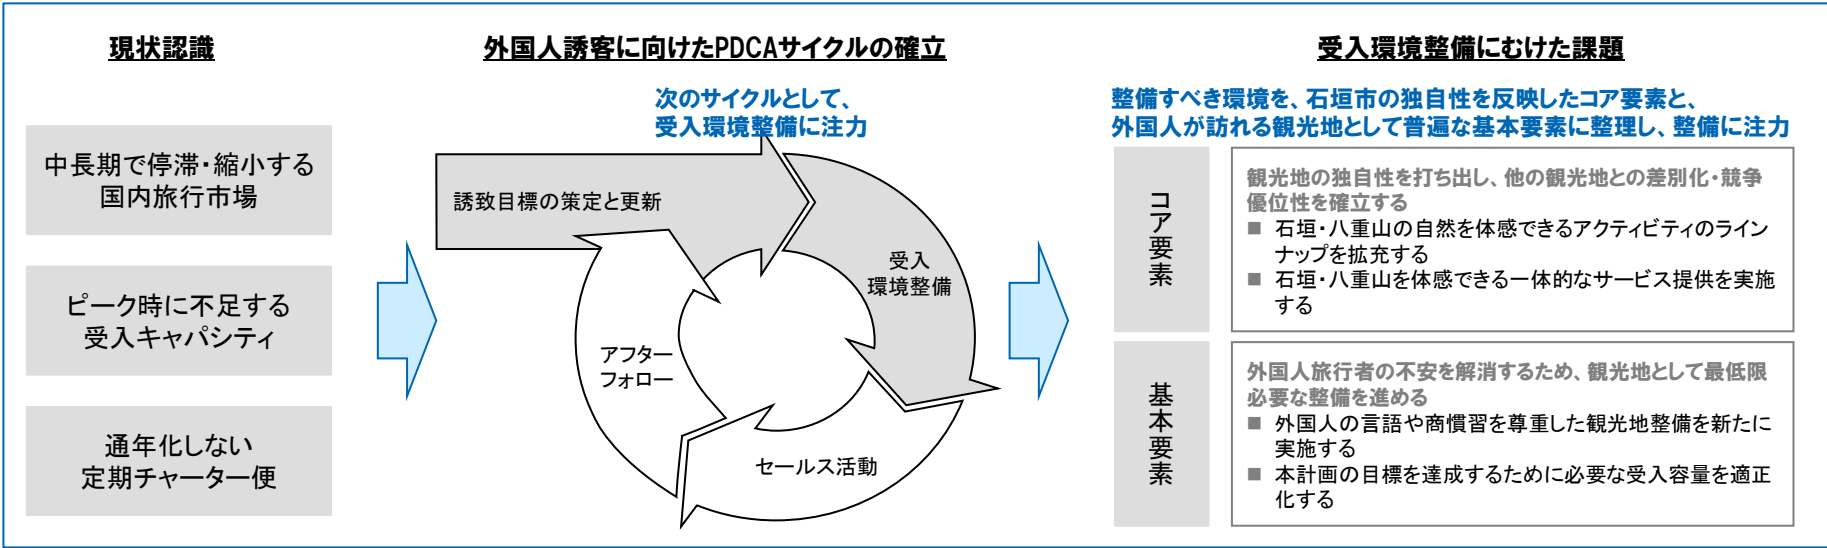 現状認識
中長期で停滞・縮小する
国内旅行市場
ピーク時に不足する
受入キャパシティ
通年化しない
定期チャーター便
外国人誘客に向けたPDCAサイクルの確立
次のサイクルとして、
受入環境整備に注力
誘致目標の策定と更新
受入
環境整備
アフター
フォロー
セールス活動
受入環境整備にむけた課題
整備すべき環境を、石垣市の独自性を反映したコア要素と、
外国人が訪れる観光地として普遍な基本要素に整理し、整備に注力
コア要素
観光地の独自性を打ち出し、他の観光地との差別化・競争
優位性を確立する
■ 石垣・八重山の自然を体感できるアクティビティのライン
ナップを拡充する
■ 石垣・八重山を体感できる一体的なサービス提供を実施
する
基本要素
外国人旅行者の不安を解消するため、観光地として最低限
必要な整備を進める
■ 外国人の言語や商慣習を尊重した観光地整備を新たに
実施する
■ 本計画の目標を達成するために必要な受入容量を適正
化する